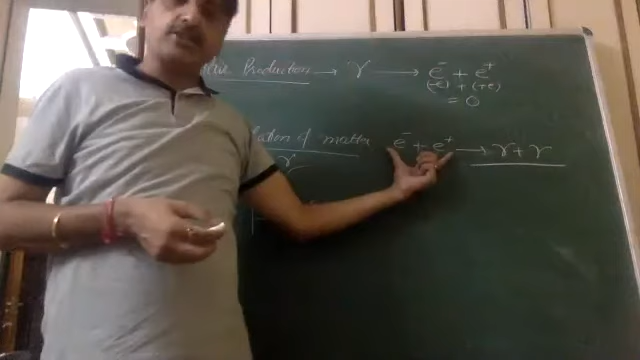 Production → γ → e⁻ + e⁺
(-e) + (+e)
= 0
of matter e⁻ + e⁺ → γ + γ
γ